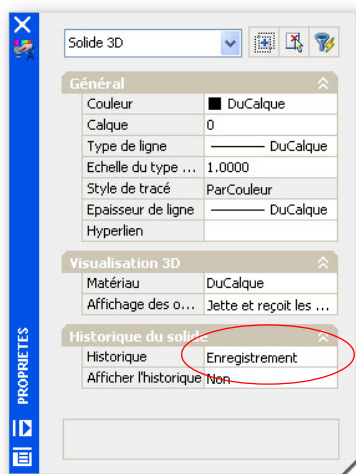 Solide 3D
Général
Couleur DuCalque
Calque 0
Type de ligne DuCalque
Echelle du type ... 1.0000
Style de tracé ParCouleur
Epaisseur de ligne DuCalque
Hyperlien
Visualisation 3D
Matériau DuCalque
Affichage des o... Jette et reçoit les ...
Historique du solide
Historique Enregistrement
Afficher l'historique Non
PROPRIETES